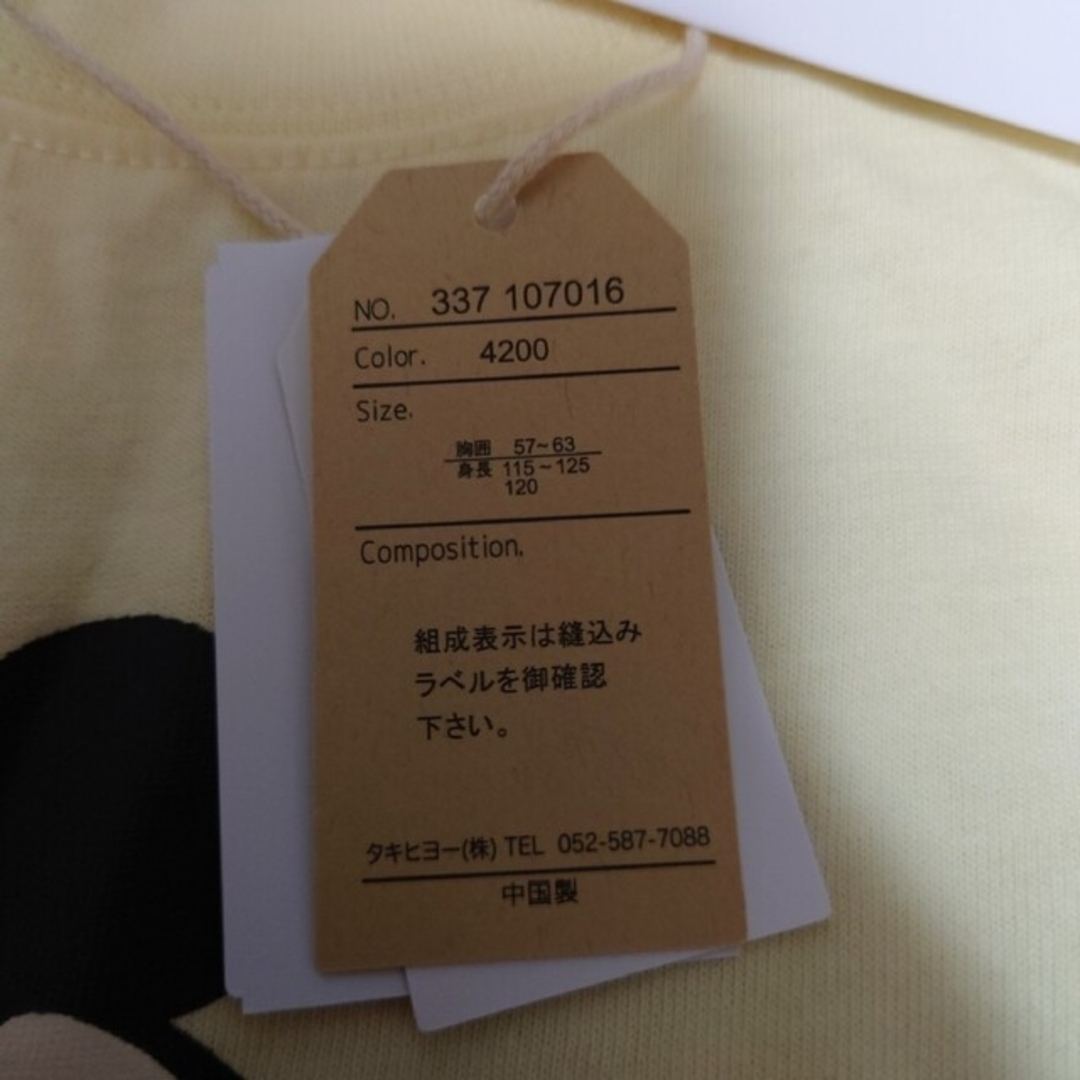 NO. 337 107016
Color. 4200
Size.
胸囲 57~63
身長 115~125
120
Composition.
組成表示は縫込み
ラベルを御確認
下さい。
タキヒヨー(株) TEL 052-587-7088
中国製